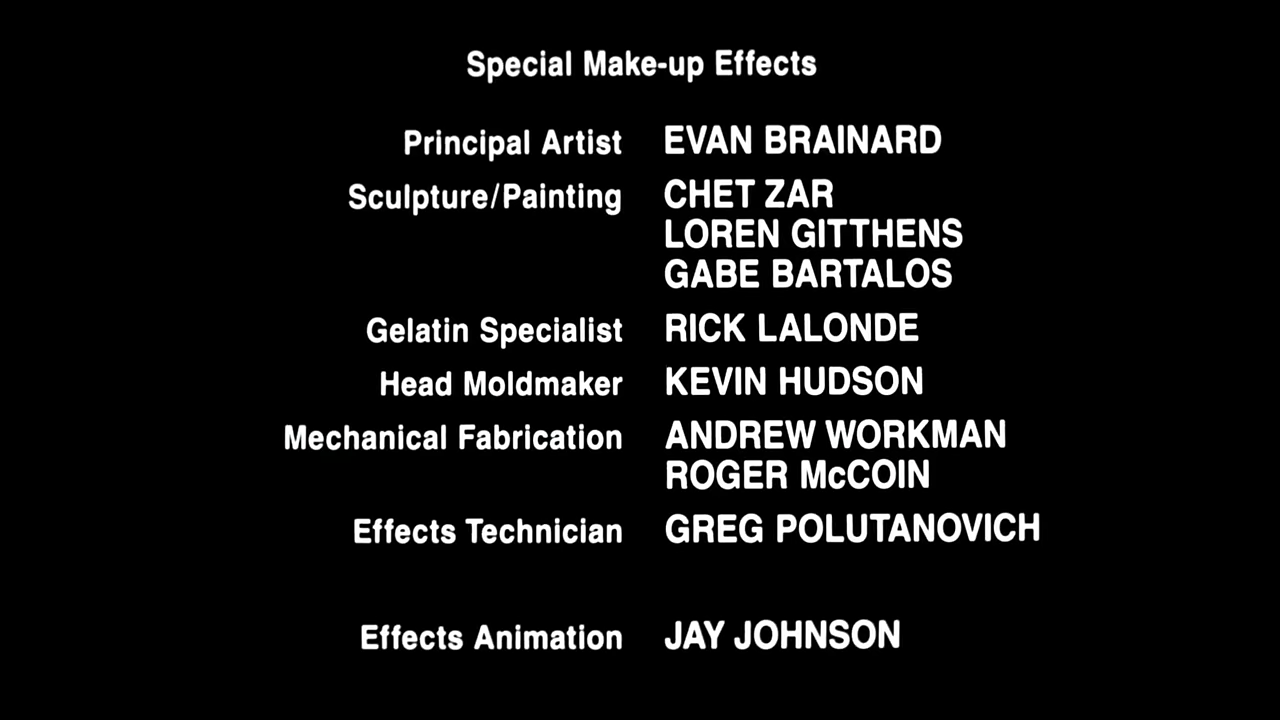 Special Make-up Effects
Principal Artist EVAN BRAINARD
Sculpture/Painting CHET ZAR
LOREN GITTHENS
GABE BARTALOS
Gelatin Specialist RICK LALONDE
Head Moldmaker KEVIN HUDSON
Mechanical Fabrication ANDREW WORKMAN
ROGER McCOIN
Effects Technician GREG POLUTANOVICH
Effects Animation JAY JOHNSON